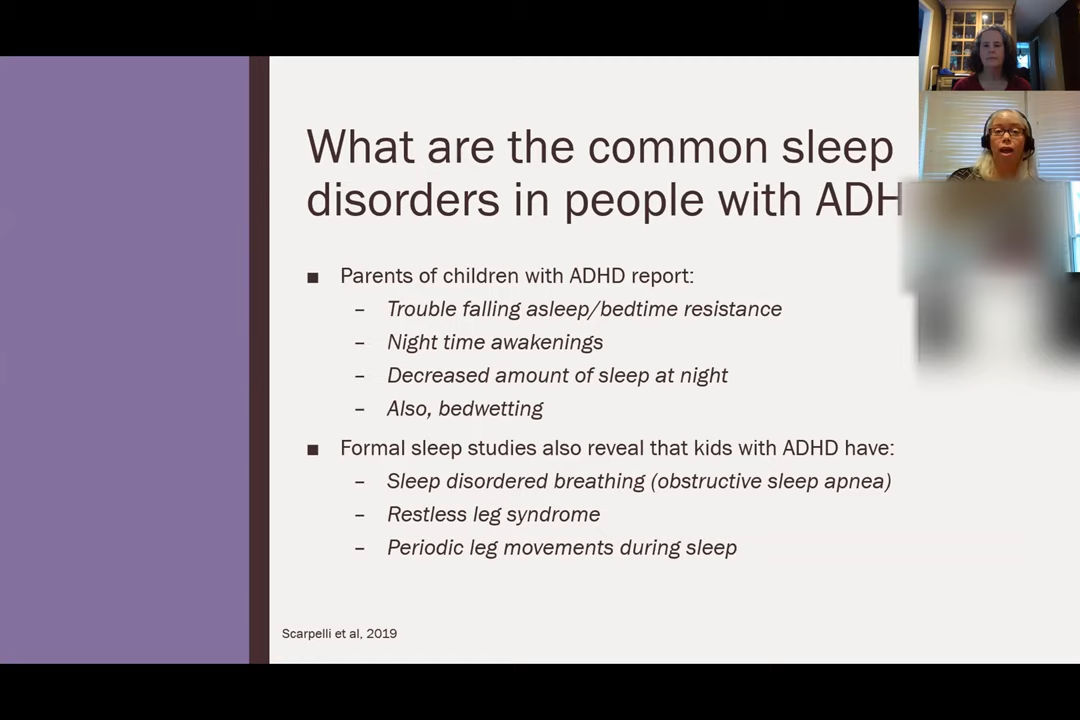 What are the common sleep
disorders in people with ADH
■ Parents of children with ADHD report:
– Trouble falling asleep/bedtime resistance
– Night time awakenings
– Decreased amount of sleep at night
– Also, bedwetting
■ Formal sleep studies also reveal that kids with ADHD have:
– Sleep disordered breathing (obstructive sleep apnea)
– Restless leg syndrome
– Periodic leg movements during sleep
Scarpelli et al, 2019